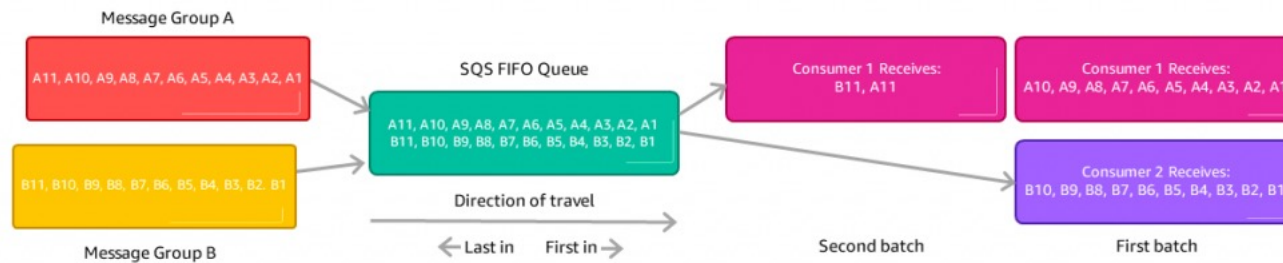 Message Group A
A11, A10, A9, A8, A7, A6, A5, A4, A3, A2, A1
B11, B10, B9, B8, B7, B6, B5, B4, B3, B2. B1
Message Group B
SQS FIFO Queue
A11, A10, A9, A8, A7, A6, A5, A4, A3, A2, A1
B11, B10, B9, B8, B7, B6, B5, B4, B3, B2, B1
Direction of travel
Last in First in
Consumer 1 Receives:
B11, A11
Second batch
Consumer 1 Receives:
A10, A9, A8, A7, A6, A5, A4, A3, A2, A1
Consumer 2 Receives:
B10, B9, B8, B7, B6, B5, B4, B3, B2, B1
First batch